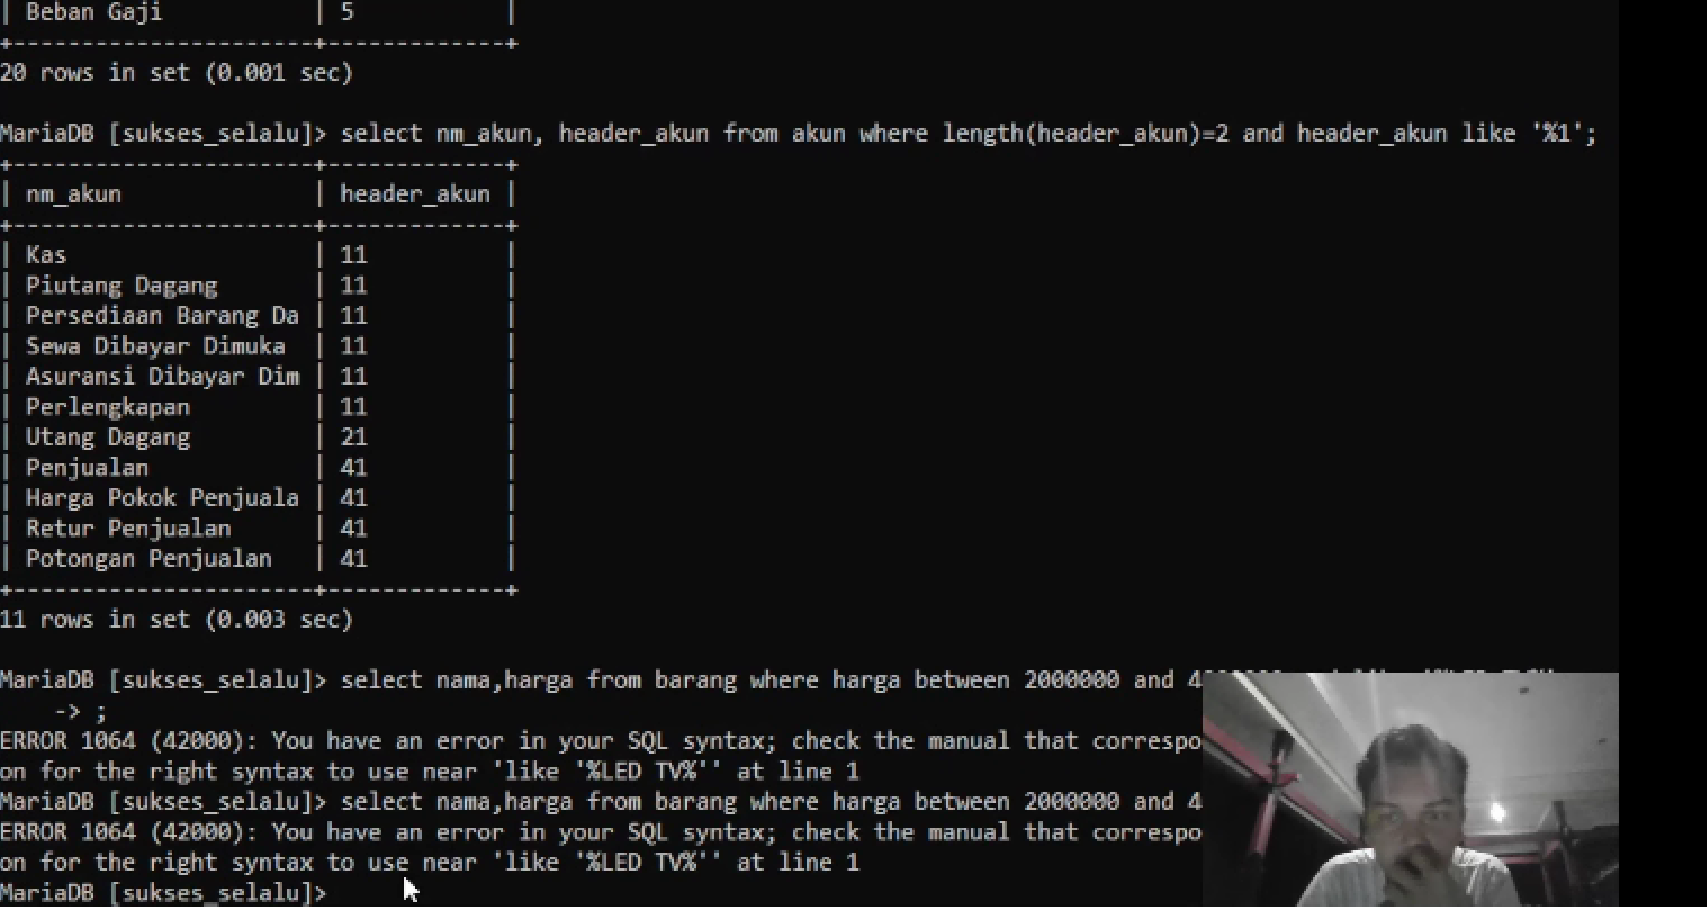 | Beban Gaji | 5 |
+----------------------+-------------+
20 rows in set (0.001 sec)
MariaDB [sukses_selalu]> select nm_akun, header_akun from akun where length(header_akun)=2 and header_akun like '%1';
+----------------------+-------------+
| nm_akun | header_akun |
+----------------------+-------------+
| Kas | 11 |
| Piutang Dagang | 11 |
| Persediaan Barang Da | 11 |
| Sewa Dibayar Dimuka | 11 |
| Asuransi Dibayar Dim | 11 |
| Perlengkapan | 11 |
| Utang Dagang | 21 |
| Penjualan | 41 |
| Harga Pokok Penjuala | 41 |
| Retur Penjualan | 41 |
| Potongan Penjualan | 41 |
+----------------------+-------------+
11 rows in set (0.003 sec)
MariaDB [sukses_selalu]> select nama,harga from barang where harga between 2000000 and 4
-> ;
ERROR 1064 (42000): You have an error in your SQL syntax; check the manual that correspo
on for the right syntax to use near 'like '%LED TV%'' at line 1
MariaDB [sukses_selalu]> select nama,harga from barang where harga between 2000000 and 4
ERROR 1064 (42000): You have an error in your SQL syntax; check the manual that correspo
on for the right syntax to use near 'like '%LED TV%'' at line 1
MariaDB [sukses_selalu]>